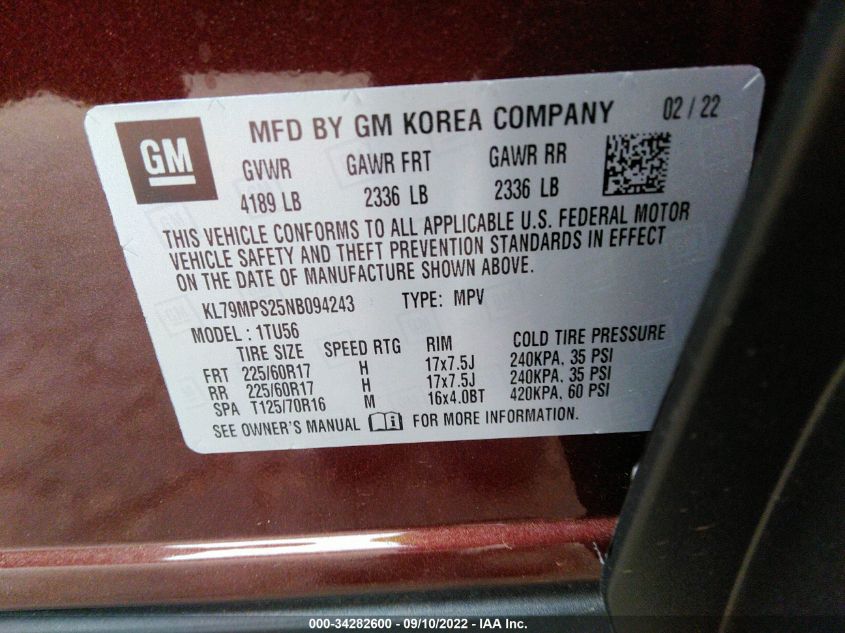 GM
MFD BY GM KOREA COMPANY 02 / 22
GVWR GAWR FRT GAWR RR
4189 LB 2336 LB 2336 LB
THIS VEHICLE CONFORMS TO ALL APPLICABLE U.S. FEDERAL MOTOR
VEHICLE SAFETY AND THEFT PREVENTION STANDARDS IN EFFECT
ON THE DATE OF MANUFACTURE SHOWN ABOVE.
KL79MPS25NB094243 TYPE: MPV
MODEL : 1TU56
TIRE SIZE SPEED RTG RIM COLD TIRE PRESSURE
FRT 225/60R17 H 17x7.5J 240KPA, 35 PSI
RR 225/60R17 H 17x7.5J 240KPA, 35 PSI
SPA T125/70R16 M 16x4.0BT 420KPA, 60 PSI
SEE OWNER'S MANUAL i FOR MORE INFORMATION.
000-34282600 - 09/10/2022 - IAA Inc.